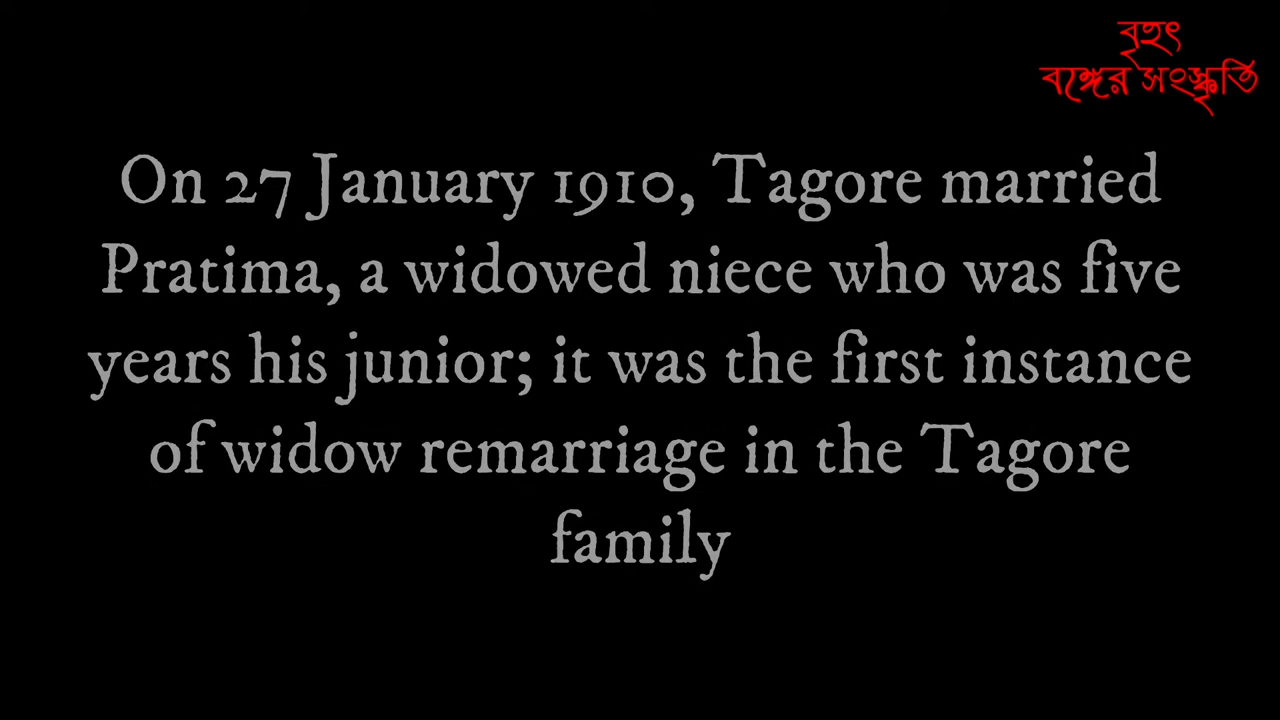 বৃহৎ
বঙ্গের সংস্কৃতি
On 27 January 1910, Tagore married
Pratima, a widowed niece who was five
years his junior; it was the first instance
of widow remarriage in the Tagore
family